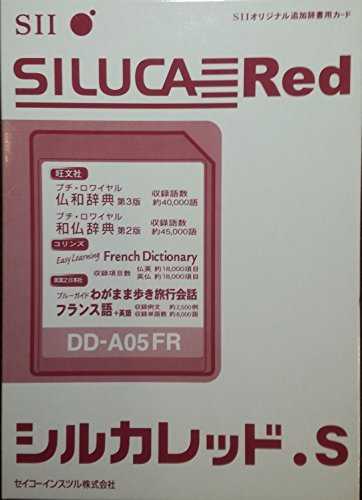 SII
SIIオリジナル追加辞書用カード
SILUCA Red
旺文社
プチ・ロワイヤル
仏和辞典 第3版
収録語数
約40,000語
プチ・ロワイヤル
和仏辞典 第2版
収録語数
約45,000語
コリンズ
Easy Learning French Dictionary
収録項目数
仏英 約18,000項目
英仏 約18,000項目
実業之日本社
ブルーガイド わがまま歩き旅行会話
フランス語+英語
収録例文 約2,500例
収録単語数 約8,000語
DD-A05FR
シルカレッド.S
セイコーインスツル株式会社